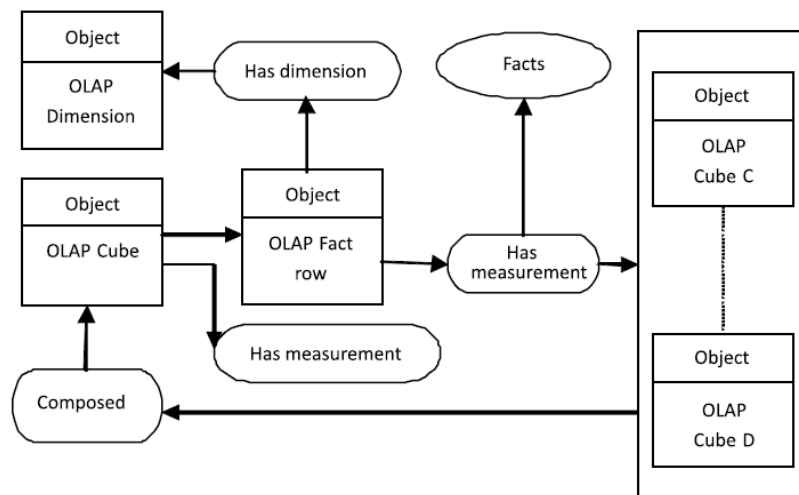 Object
OLAP
Dimension
Has dimension
Facts
Object
OLAP
Cube C
Object
OLAP Cube
Object
OLAP Fact
row
Has
measurement
Has measurement
Composed
Object
OLAP
Cube D